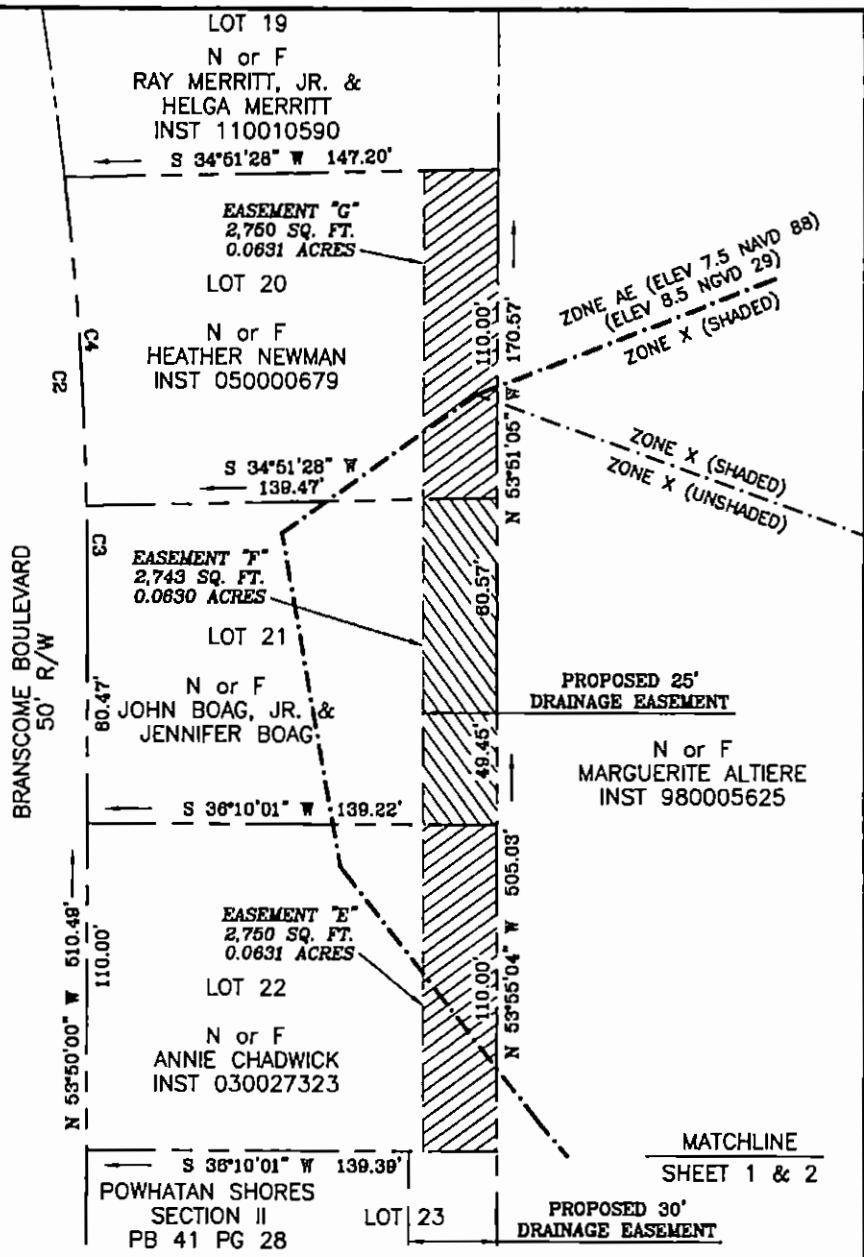 LOT 19
N or F
RAY MERRITT, JR. &
HELGA MERRITT
INST 110010590
S 34°51'28" W 147.20'
EASEMENT "G"
2,750 SQ. FT.
0.0631 ACRES
LOT 20
N or F
HEATHER NEWMAN
INST 050000679
C4
C2
110.00'
170.57'
N 53°51'05" W
ZONE AE (ELEV 7.5 NAVD 88)
(ELEV 8.5 NGVD 29)
ZONE X (SHADED)
ZONE X (SHADED)
ZONE X (UNSHADED)
S 34°51'28" W
139.47'
C3
EASEMENT "F"
2,743 SQ. FT.
0.0630 ACRES
LOT 21
N or F
JOHN BOAG, JR. &
JENNIFER BOAG
BRANSCOME BOULEVARD
50' R/W
80.47'
60.57'
49.45'
PROPOSED 25'
DRAINAGE EASEMENT
N or F
MARGUERITE ALTIERE
INST 980005625
S 36°10'01" W 139.22'
N 53°50'00" W 510.49'
110.00'
EASEMENT "E"
2,750 SQ. FT.
0.0631 ACRES
LOT 22
N or F
ANNIE CHADWICK
INST 030027323
110.00'
N 53°55'04" W 505.03'
S 36°10'01" W 139.39'
MATCHLINE
SHEET 1 & 2
POWHATAN SHORES
SECTION II
PB 41 PG 28
LOT 23
PROPOSED 30'
DRAINAGE EASEMENT